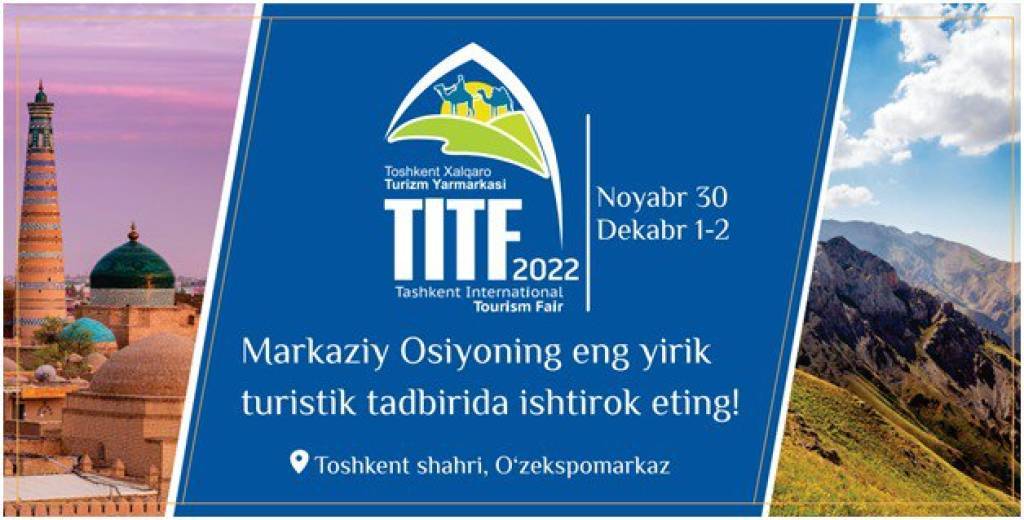 Toshkent Xalqaro
Turizm Yarmarkasi
TITF 2022
Tashkent International
Tourism Fair
Noyabr 30
Dekabr 1-2
Markaziy Osiyoning eng yirik
turistik tadbirida ishtirok eting!
Toshkent shahri, O‘zekspomarkaz